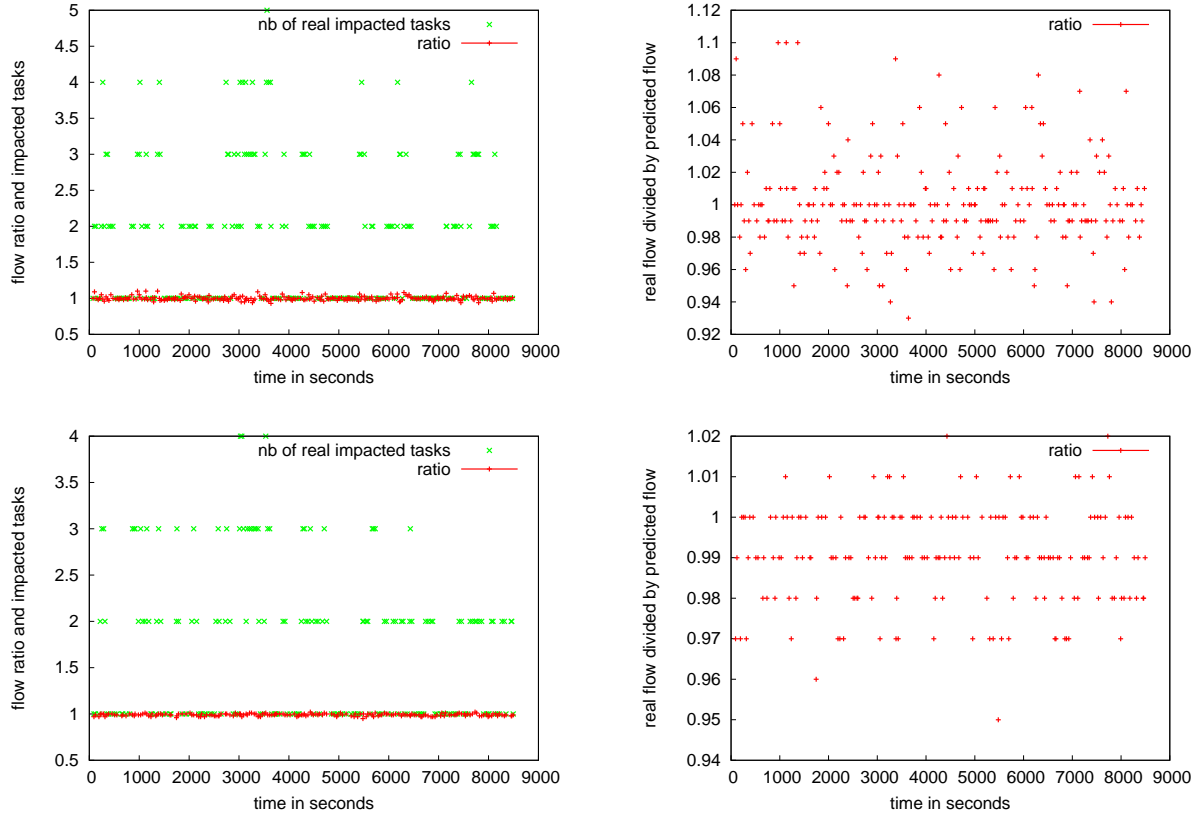 5
4.5
4
3.5
3
2.5
2
1.5
1
0.5
flow ratio and impacted tasks
nb of real impacted tasks
ratio
0 1000 2000 3000 4000 5000 6000 7000 8000 9000
time in seconds
1.12
1.1
1.08
1.06
1.04
1.02
1
0.98
0.96
0.94
0.92
real flow divided by predicted flow
ratio
0 1000 2000 3000 4000 5000 6000 7000 8000 9000
time in seconds
4
3.5
3
2.5
2
1.5
1
0.5
flow ratio and impacted tasks
nb of real impacted tasks
ratio
0 1000 2000 3000 4000 5000 6000 7000 8000 9000
time in seconds
1.02
1.01
1
0.99
0.98
0.97
0.96
0.95
0.94
real flow divided by predicted flow
ratio
0 1000 2000 3000 4000 5000 6000 7000 8000 9000
time in seconds